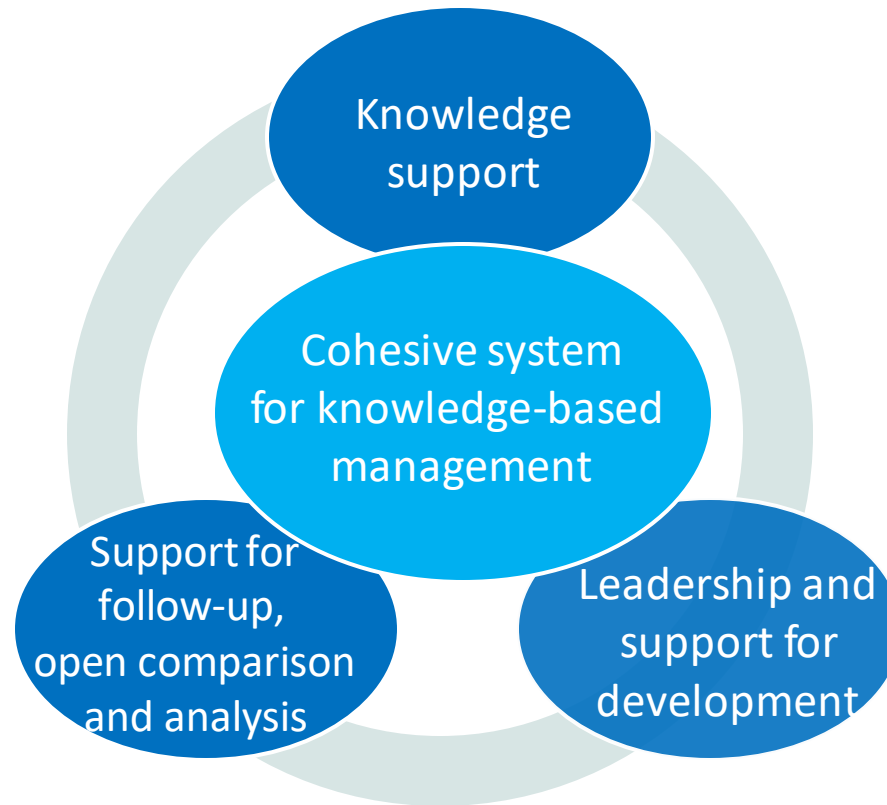 Knowledge
support
Cohesive system
for knowledge-based
management
Support for
follow-up,
open comparison
and analysis
Leadership and
support for
development